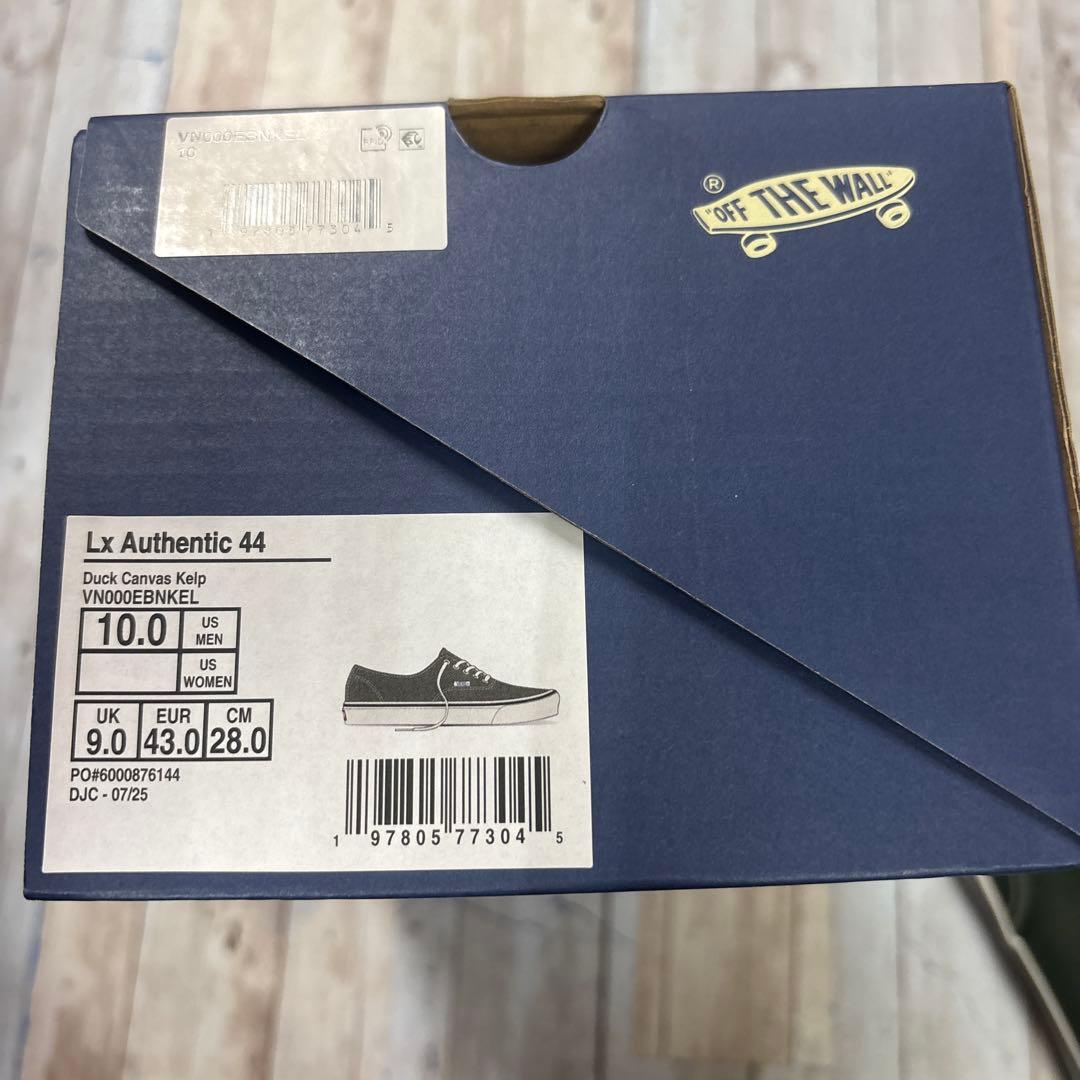 VN000EBNKEL
10
RFID
1 97805 77304 5
®
"OFF THE WALL"
Lx Authentic 44
Duck Canvas Kelp
VN000EBNKEL
10.0 US MEN
US WOMEN
UK EUR CM
9.0 43.0 28.0
PO#6000876144
DJC - 07/25
VANS
1 97805 77304 5